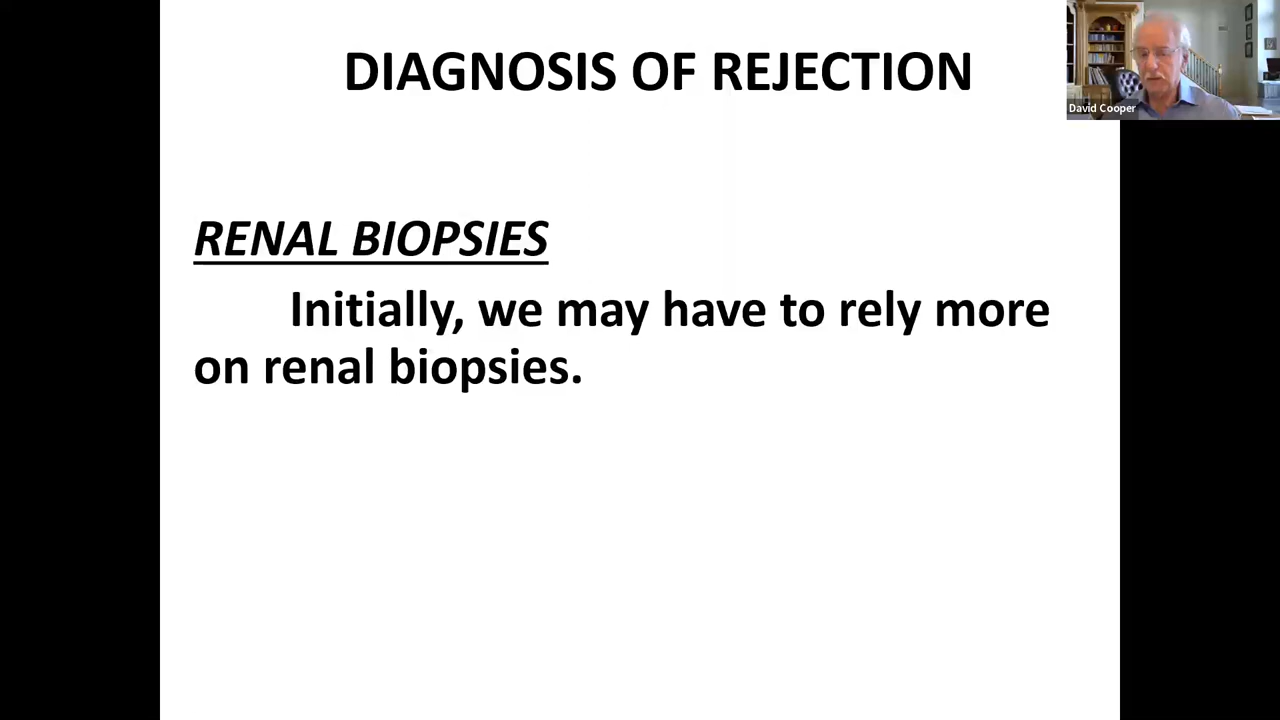 DIAGNOSIS OF REJECTION
David Cooper
RENAL BIOPSIES
Initially, we may have to rely more
on renal biopsies.